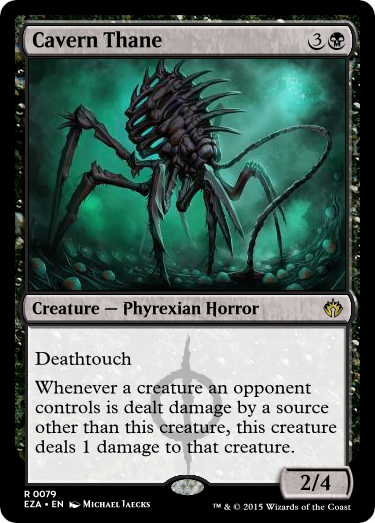 Cavern Thane 3
Creature — Phyrexian Horror
Deathtouch
Whenever a creature an opponent
controls is dealt damage by a source
other than this creature, this creature
deals 1 damage to that creature.
2/4
R 0079
EZA • EN Michael Jaecks
™ & © 2015 Wizards of the Coast